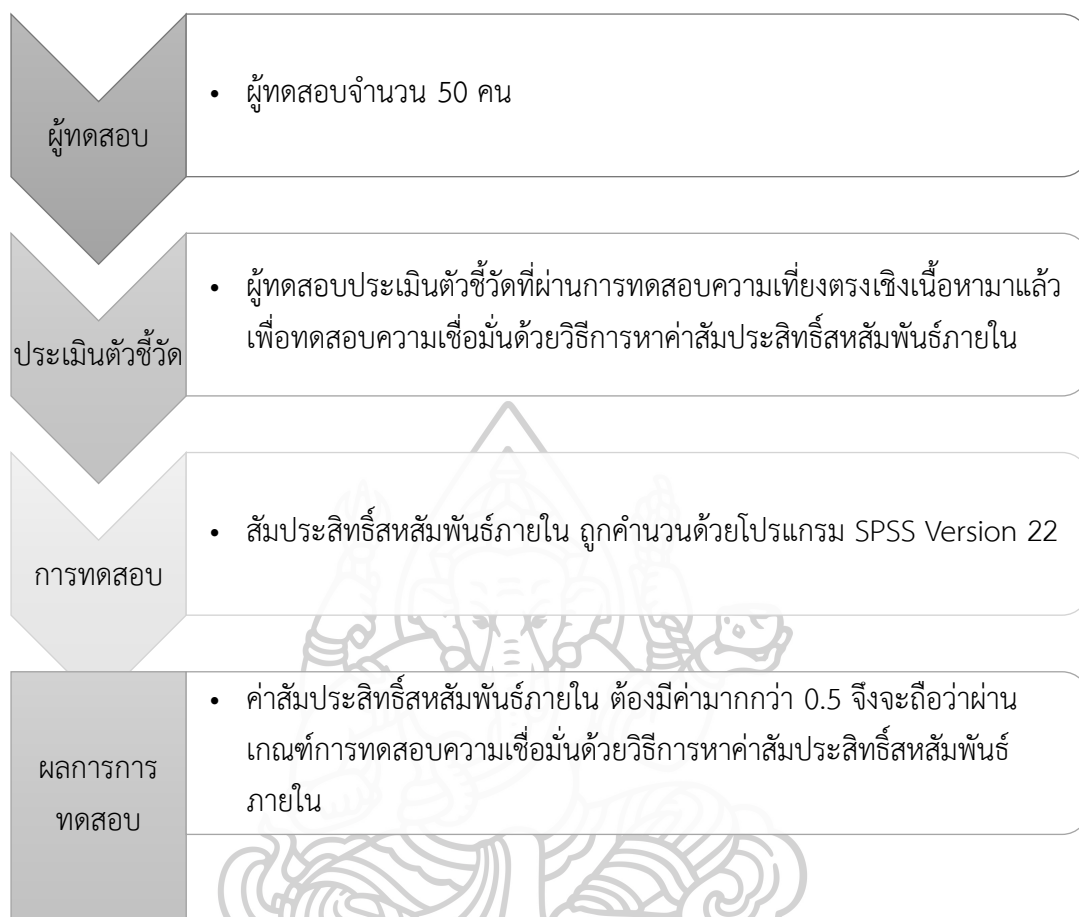 ผู้ทดสอบ
• ผู้ทดสอบจำนวน 50 คน
ประเมินตัวชี้วัด
• ผู้ทดสอบประเมินตัวชี้วัดที่ผ่านการทดสอบความเที่ยงตรงเชิงเนื้อหามาแล้ว
เพื่อทดสอบความเชื่อมั่นด้วยวิธีการหาค่าสัมประสิทธิ์สหสัมพันธ์ภายใน
การทดสอบ
• สัมประสิทธิ์สหสัมพันธ์ภายใน ถูกคำนวนด้วยโปรแกรม SPSS Version 22
ผลการการ
ทดสอบ
• ค่าสัมประสิทธิ์สหสัมพันธ์ภายใน ต้องมีค่ามากกว่า 0.5 จึงจะถือว่าผ่าน
เกณฑ์การทดสอบความเชื่อมั่นด้วยวิธีการหาค่าสัมประสิทธิ์สหสัมพันธ์
ภายใน